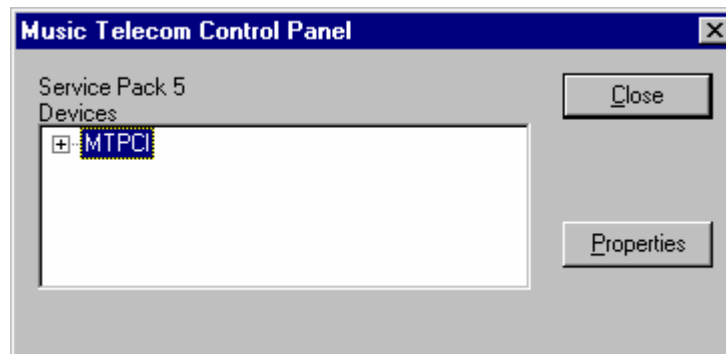 Music Telecom Control Panel
Service Pack 5
Close
Devices
MTPCI
Properties